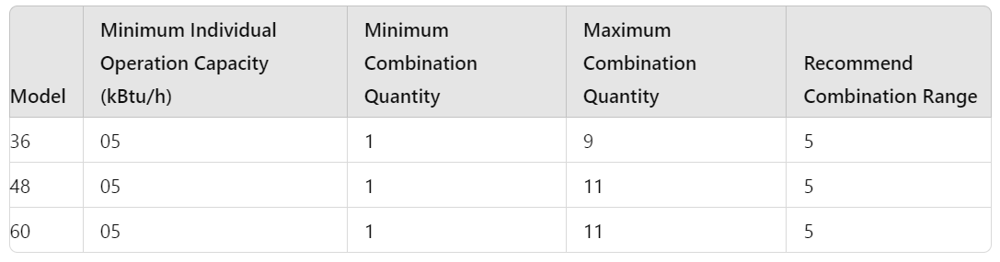 Model Minimum Individual Operation Capacity (kBtu/h) Minimum Combination Quantity Maximum Combination Quantity Recommend Combination Range
36 05 1 9 5
48 05 1 11 5
60 05 1 11 5